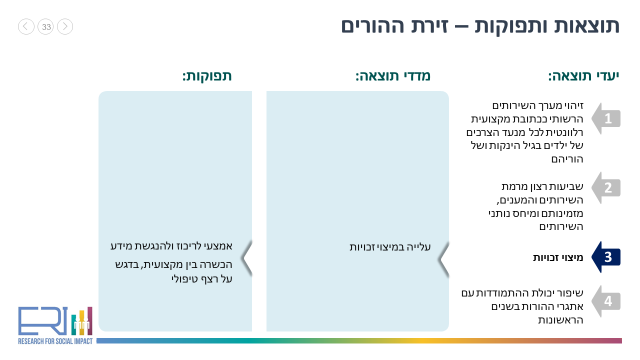 תוצאות ותפוקות – זירת ההורים
33
יעדי תוצאה:
זיהוי מערך השירותים
הרשותי ככתובת מקצועית
רלוונטית לכל מנעד הצרכים
של ילדים בגיל הינקות ושל
הוריהם
1
שביעות רצון מרמת
השירותים והמענים,
מזמינותם ומיחס נותני
השירותים
2
מיצוי זכויות
3
שיפור יכולת ההתמודדות עם
אתגרי ההורות בשנים
הראשונות
4
מדדי תוצאה:
עלייה במיצוי זכויות
תפוקות:
אמצעי לריכוז ולהנגשת מידע
הכשרה בין מקצועית, בדגש
על רצף טיפולי
ERI
RESEARCH FOR SOCIAL IMPACT